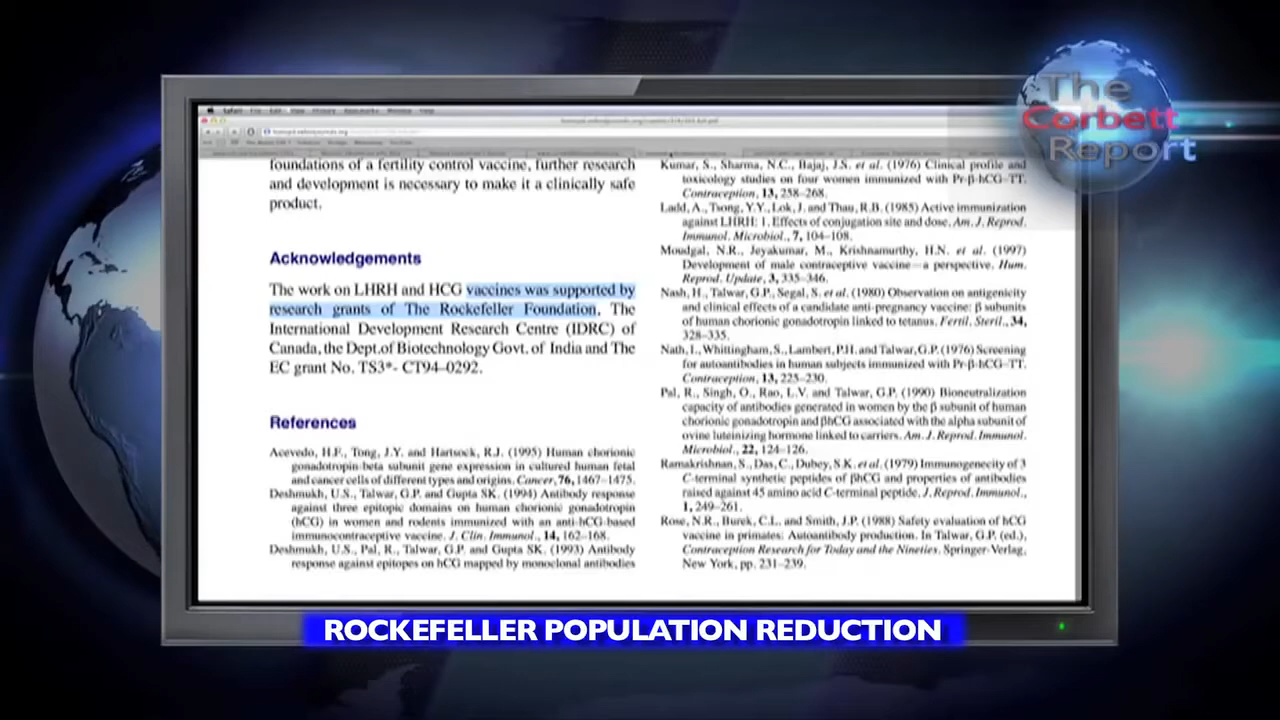 The
Corbett
Report
foundations of a fertility control vaccine, further research
and development is necessary to make it a clinically safe
product.
Acknowledgements
The work on LHRH and HCG vaccines was supported by
research grants of The Rockefeller Foundation, The
International Development Research Centre (IDRC) of
Canada, the Dept.of Biotechnology Govt. of India and The
EC grant No. TS3*- CT94–0292.
References
Acevedo, H.F., Tong, J.Y. and Hartsock, R.J. (1995) Human chorionic
gonadotropin-beta subunit gene expression in cultured human fetal
and cancer cells of different types and origins. Cancer, 76, 1467–1475.
Deshmukh, U.S., Talwar, G.P. and Gupta SK. (1994) Antibody response
against three epitopic domains on human chorionic gonadotropin
(hCG) in women and rodents immunized with an anti-hCG-based
immunocontraceptive vaccine. J. Clin. Immunol., 14, 162–168.
Deshmukh, U.S., Pal, R., Talwar, G.P. and Gupta SK. (1993) Antibody
response against epitopes on hCG mapped by monoclonal antibodies
Kumar, S., Sharma, N.C., Bajaj, J.S. et al. (1976) Clinical profile and
toxicology studies on four women immunized with Pr-β-hCG–TT.
Contraception, 13, 258–268.
Ladd, A., Tsong, Y.Y., Lok, J. and Thau, R.B. (1985) Active immunization
against LHRH: 1. Effects of conjugation site and dose. Am. J. Reprod.
Immunol. Microbiol., 7, 104–108.
Moudgal, N.R., Jeyakumar, M., Krishnamurthy, H.N. et al. (1997)
Development of male contraceptive vaccine—a perspective. Hum.
Reprod. Update, 3, 335–346.
Nash, H., Talwar, G.P., Segal, S. et al. (1980) Observation on antigenicity
and clinical effects of a candidate anti-pregnancy vaccine: β subunits
of human chorionic gonadotropin linked to tetanus. Fertil. Steril., 34,
328–335.
Nath, I., Whittingham, S., Lambert, P.H. and Talwar, G.P. (1976) Screening
for autoantibodies in human subjects immunized with Pr-β-hCG–TT.
Contraception, 13, 225–230.
Pal, R., Singh, O., Rao, L.V. and Talwar, G.P. (1990) Bioneutralization
capacity of antibodies generated in women by the β subunit of human
chorionic gonadotropin and βhCG associated with the alpha subunit of
ovine luteinizing hormone linked to carriers. Am. J. Reprod. Immunol.
Microbiol., 22, 124–126.
Ramakrishnan, S., Das, C., Dubey, S.K. et al. (1979) Immunogenecity of 3
C-terminal synthetic peptides of βhCG and properties of antibodies
raised against 45 amino acid C-terminal peptide. J. Reprod. Immunol.,
1, 249–261.
Rose, N.R., Burek, C.L. and Smith, J.P. (1988) Safety evaluation of hCG
vaccine in primates: Autoantibody production. In Talwar, G.P. (ed.),
Contraception Research for Today and the Nineties. Springer-Verlag,
New York, pp. 231–239.
ROCKEFELLER POPULATION REDUCTION